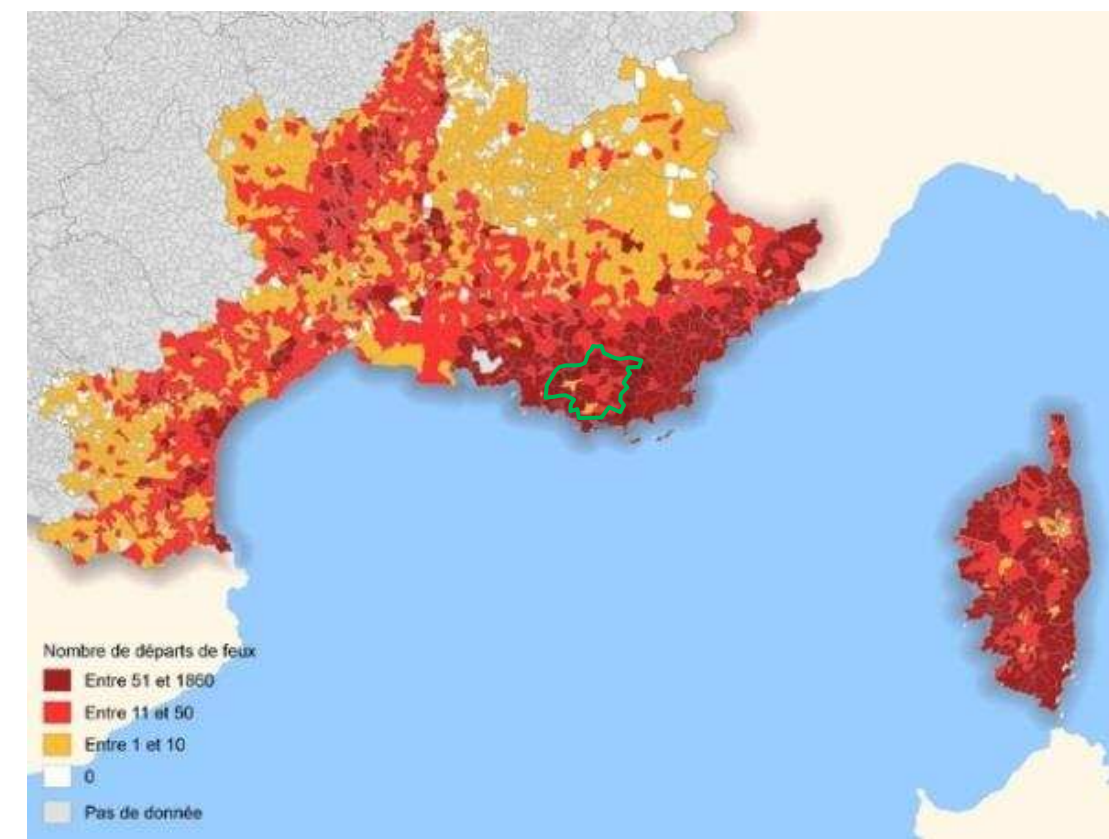 Nombre de départs de feux
Entre 51 et 1860
Entre 11 et 50
Entre 1 et 10
0
Pas de donnée